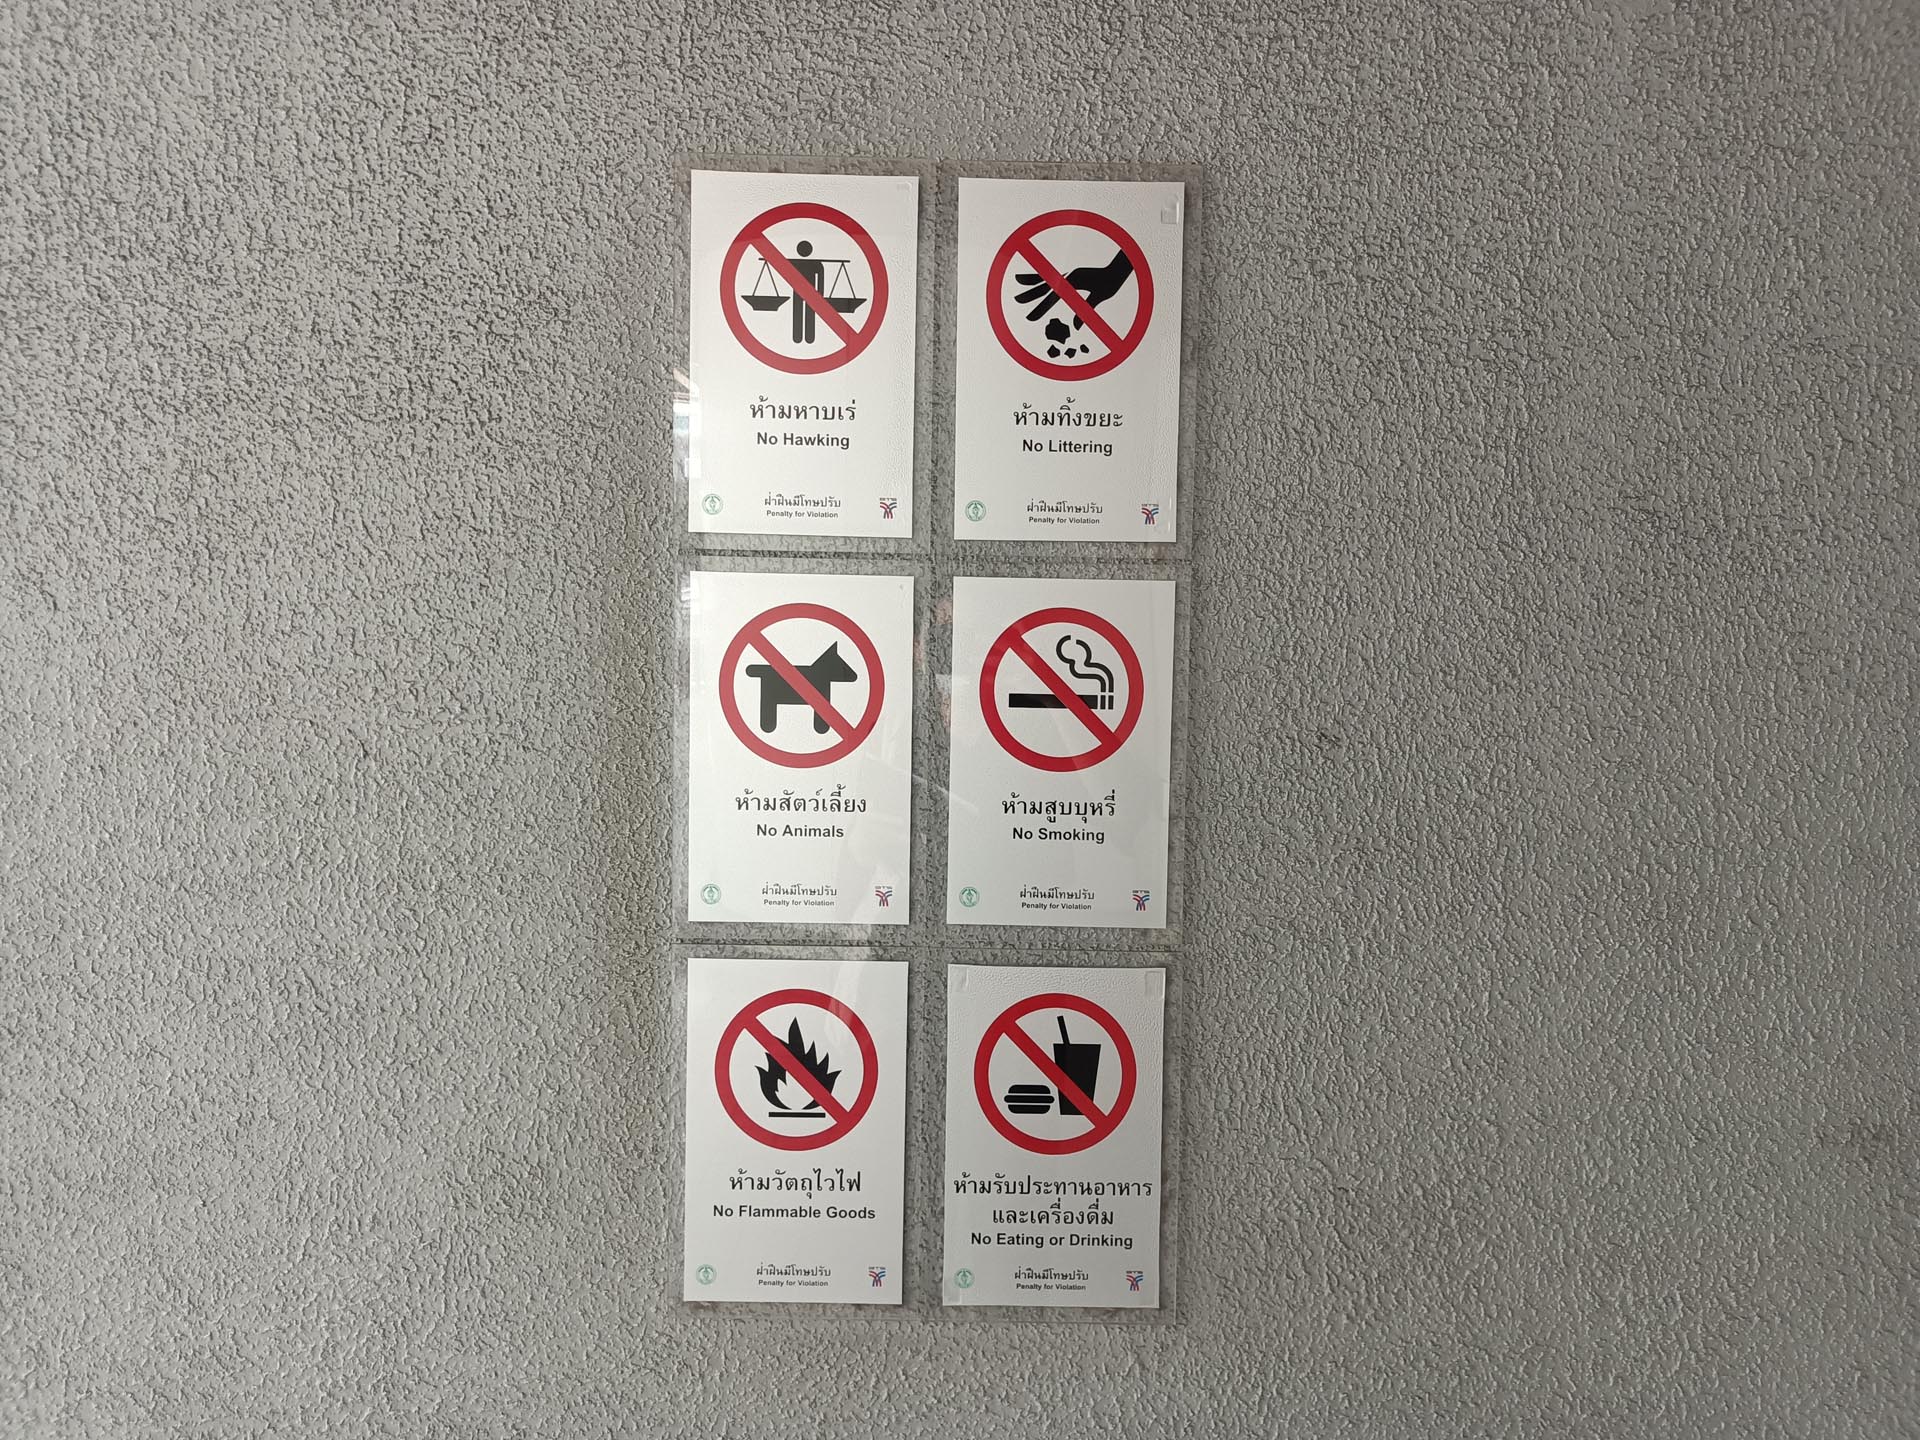 ห้ามหาบเร่
No Hawking
ฝ่าฝืนมีโทษปรับ
Penalty for Violation
BTS
ห้ามทิ้งขยะ
No Littering
ฝ่าฝืนมีโทษปรับ
Penalty for Violation
BTS
ห้ามสัตว์เลี้ยง
No Animals
ฝ่าฝืนมีโทษปรับ
Penalty for Violation
BTS
ห้ามสูบบุหรี่
No Smoking
ฝ่าฝืนมีโทษปรับ
Penalty for Violation
BTS
ห้ามวัตถุไวไฟ
No Flammable Goods
ฝ่าฝืนมีโทษปรับ
Penalty for Violation
BTS
ห้ามรับประทานอาหาร
และเครื่องดื่ม
No Eating or Drinking
ฝ่าฝืนมีโทษปรับ
Penalty for Violation
BTS